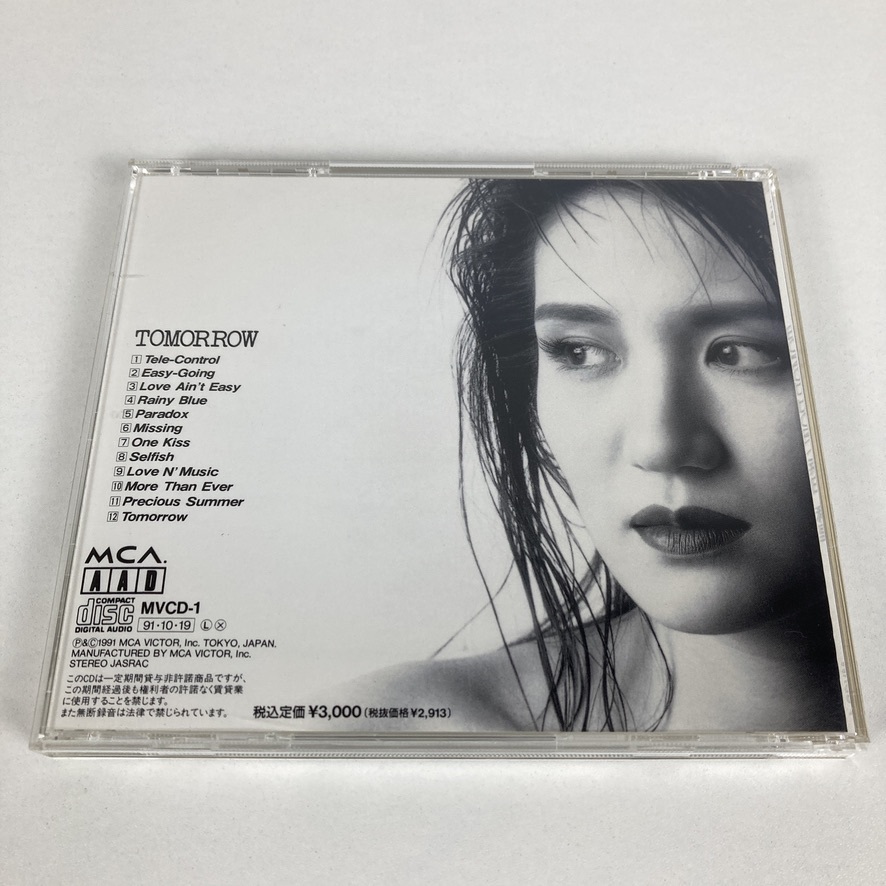 TOMORROW
1 Tele-Control
2 Easy-Going
3 Love Ain't Easy
4 Rainy Blue
5 Paradox
6 Missing
7 One Kiss
8 Selfish
9 Love N' Music
10 More Than Ever
11 Precious Summer
12 Tomorrow
MCA.
AAD
COMPACT
disc
DIGITAL AUDIO
MVCD-1
91・10・19 Ⓛ Ⓧ
Ⓟ&Ⓒ1991 MCA VICTOR, Inc. TOKYO, JAPAN.
MANUFACTURED BY MCA VICTOR, Inc.
STEREO JASRAC
このCDは一定期間貸与非許諾商品ですが、
この期間経過後も権利者の許諾なく賃貸業
に使用することを禁じます。
また無断録音は法律で禁じられています。
税込定価 ¥3,000(税抜価格¥2,913)